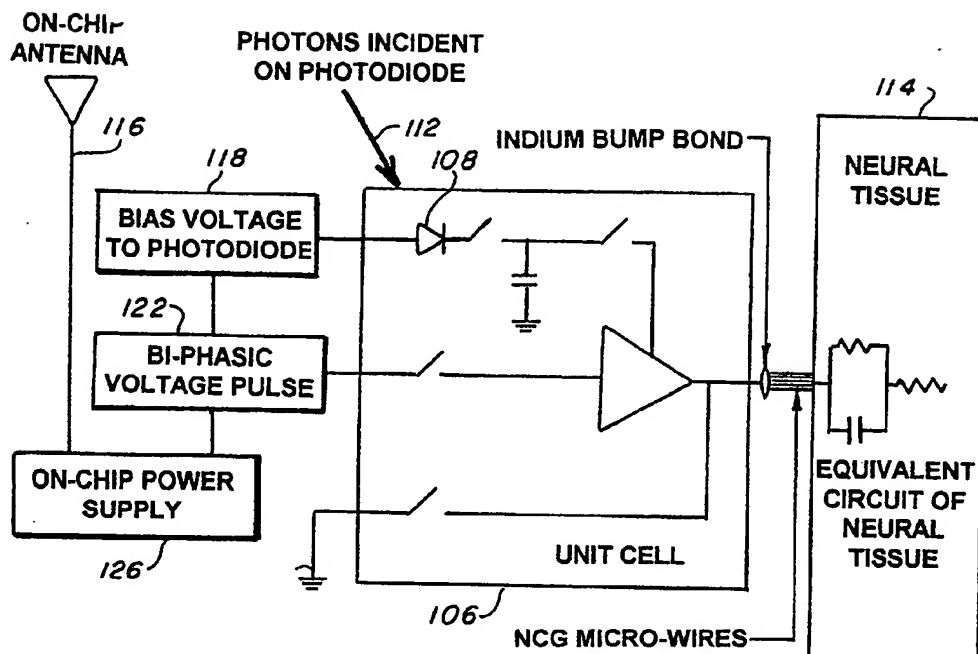 ON-CHIP
ANTENNA
116
PHOTONS INCIDENT
ON PHOTODIODE
112
108
118
BIAS VOLTAGE
TO PHOTODIODE
122
BI-PHASIC
VOLTAGE PULSE
ON-CHIP POWER
SUPPLY
126
UNIT CELL
106
INDIUM BUMP BOND
114
NEURAL
TISSUE
EQUIVALENT
CIRCUIT OF
NEURAL
TISSUE
NCG MICRO-WIRES